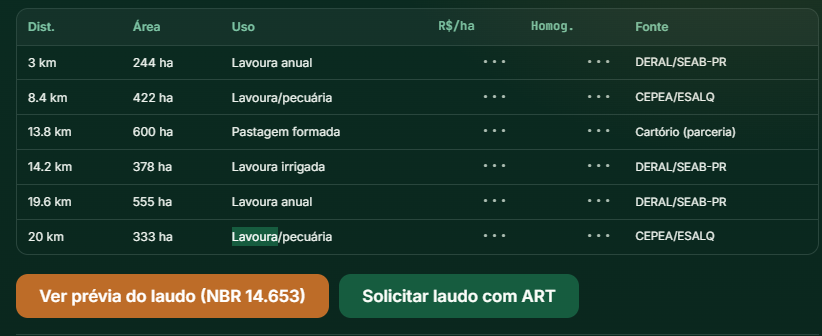 Dist. Área Uso R$/ha Homog. Fonte
3 km 244 ha Lavoura anual ••• ••• DERAL/SEAB-PR
8.4 km 422 ha Lavoura/pecuária ••• ••• CEPEA/ESALQ
13.8 km 600 ha Pastagem formada ••• ••• Cartório (parceria)
14.2 km 378 ha Lavoura irrigada ••• ••• DERAL/SEAB-PR
19.6 km 555 ha Lavoura anual ••• ••• DERAL/SEAB-PR
20 km 333 ha Lavoura/pecuária ••• ••• CEPEA/ESALQ
Ver prévia do laudo (NBR 14.653) Solicitar laudo com ART